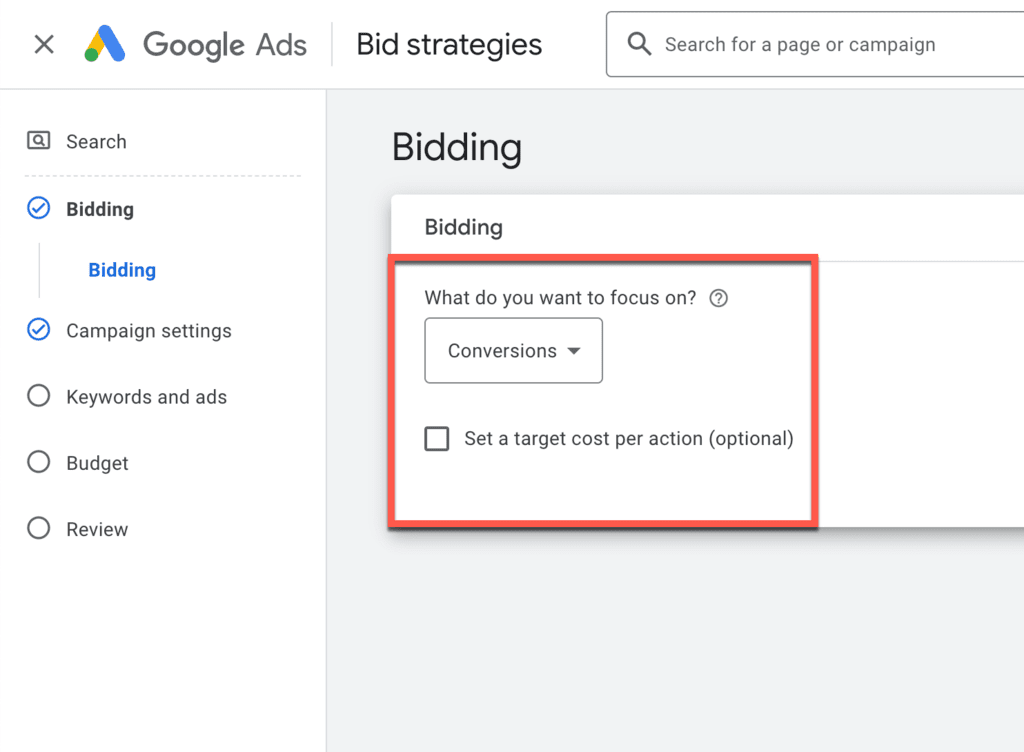 Google Ads
Bid strategies
Search for a page or campaign
Search
Bidding
Bidding
Campaign settings
Keywords and ads
Budget
Review
Bidding
Bidding
What do you want to focus on?
Conversions
Set a target cost per action (optional)